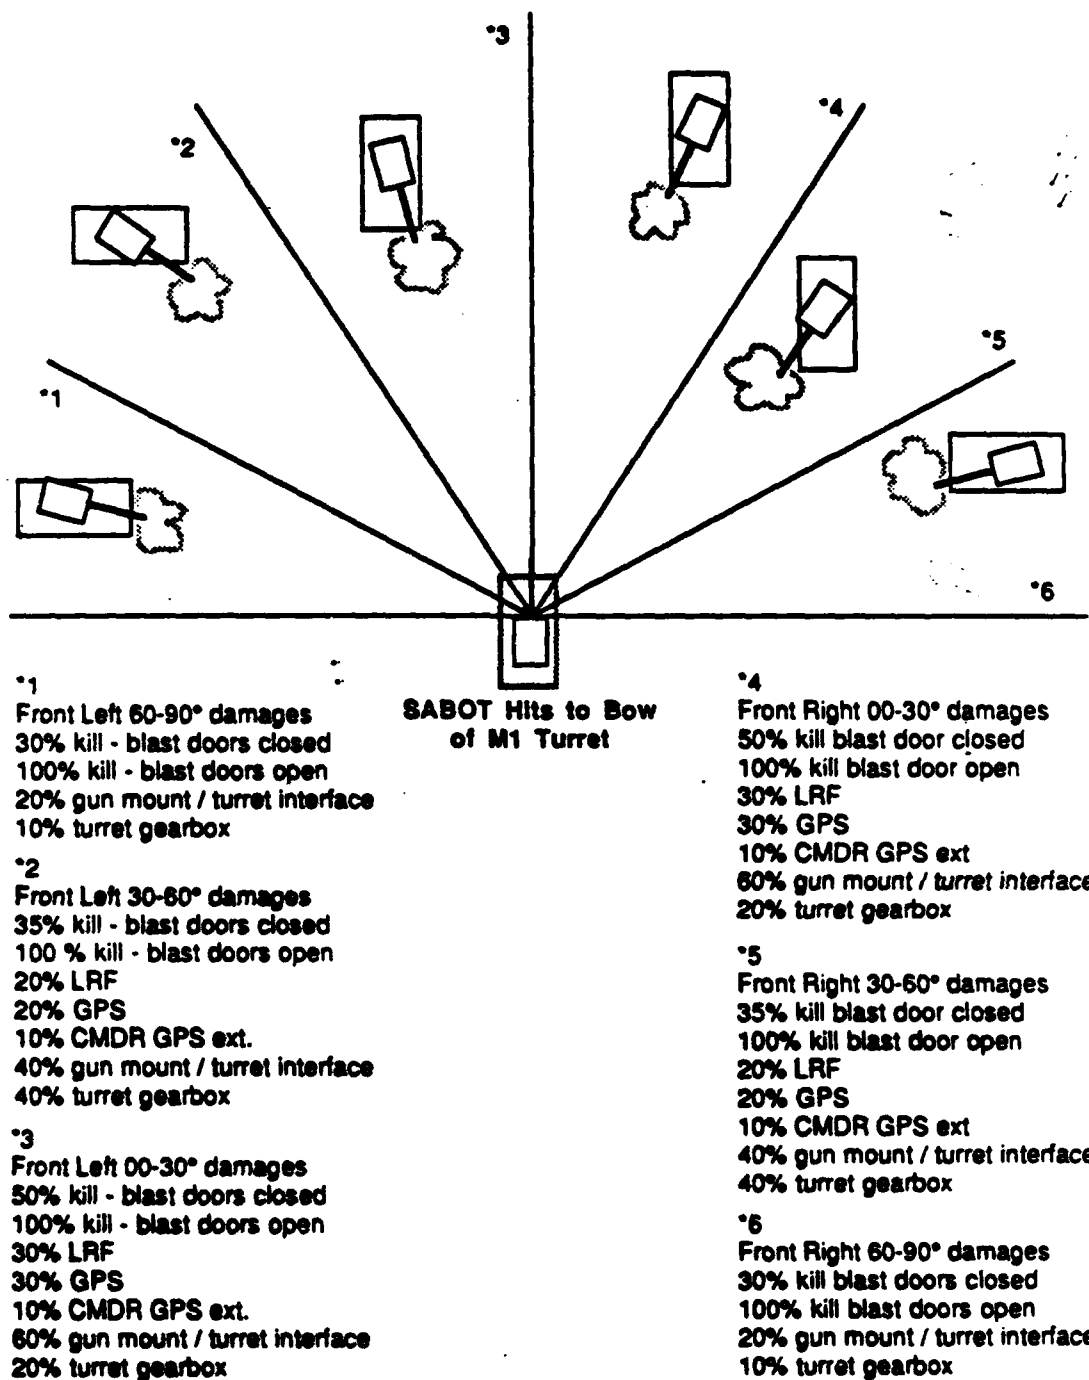 *3
*4
*2
*5
*1
*6
SABOT Hits to Bow
of M1 Turret
*1
Front Left 60-90° damages
30% kill - blast doors closed
100% kill - blast doors open
20% gun mount / turret interface
10% turret gearbox
*2
Front Left 30-60° damages
35% kill - blast doors closed
100 % kill - blast doors open
20% LRF
20% GPS
10% CMDR GPS ext.
40% gun mount / turret interface
40% turret gearbox
*3
Front Left 00-30° damages
50% kill - blast doors closed
100% kill - blast doors open
30% LRF
30% GPS
10% CMDR GPS ext.
60% gun mount / turret interface
20% turret gearbox
*4
Front Right 00-30° damages
50% kill blast door closed
100% kill blast door open
30% LRF
30% GPS
10% CMDR GPS ext
60% gun mount / turret interface
20% turret gearbox
*5
Front Right 30-60° damages
35% kill blast door closed
100% kill blast door open
20% LRF
20% GPS
10% CMDR GPS ext
40% gun mount / turret interface
40% turret gearbox
*6
Front Right 60-90° damages
30% kill blast doors closed
100% kill blast doors open
20% gun mount / turret interface
10% turret gearbox